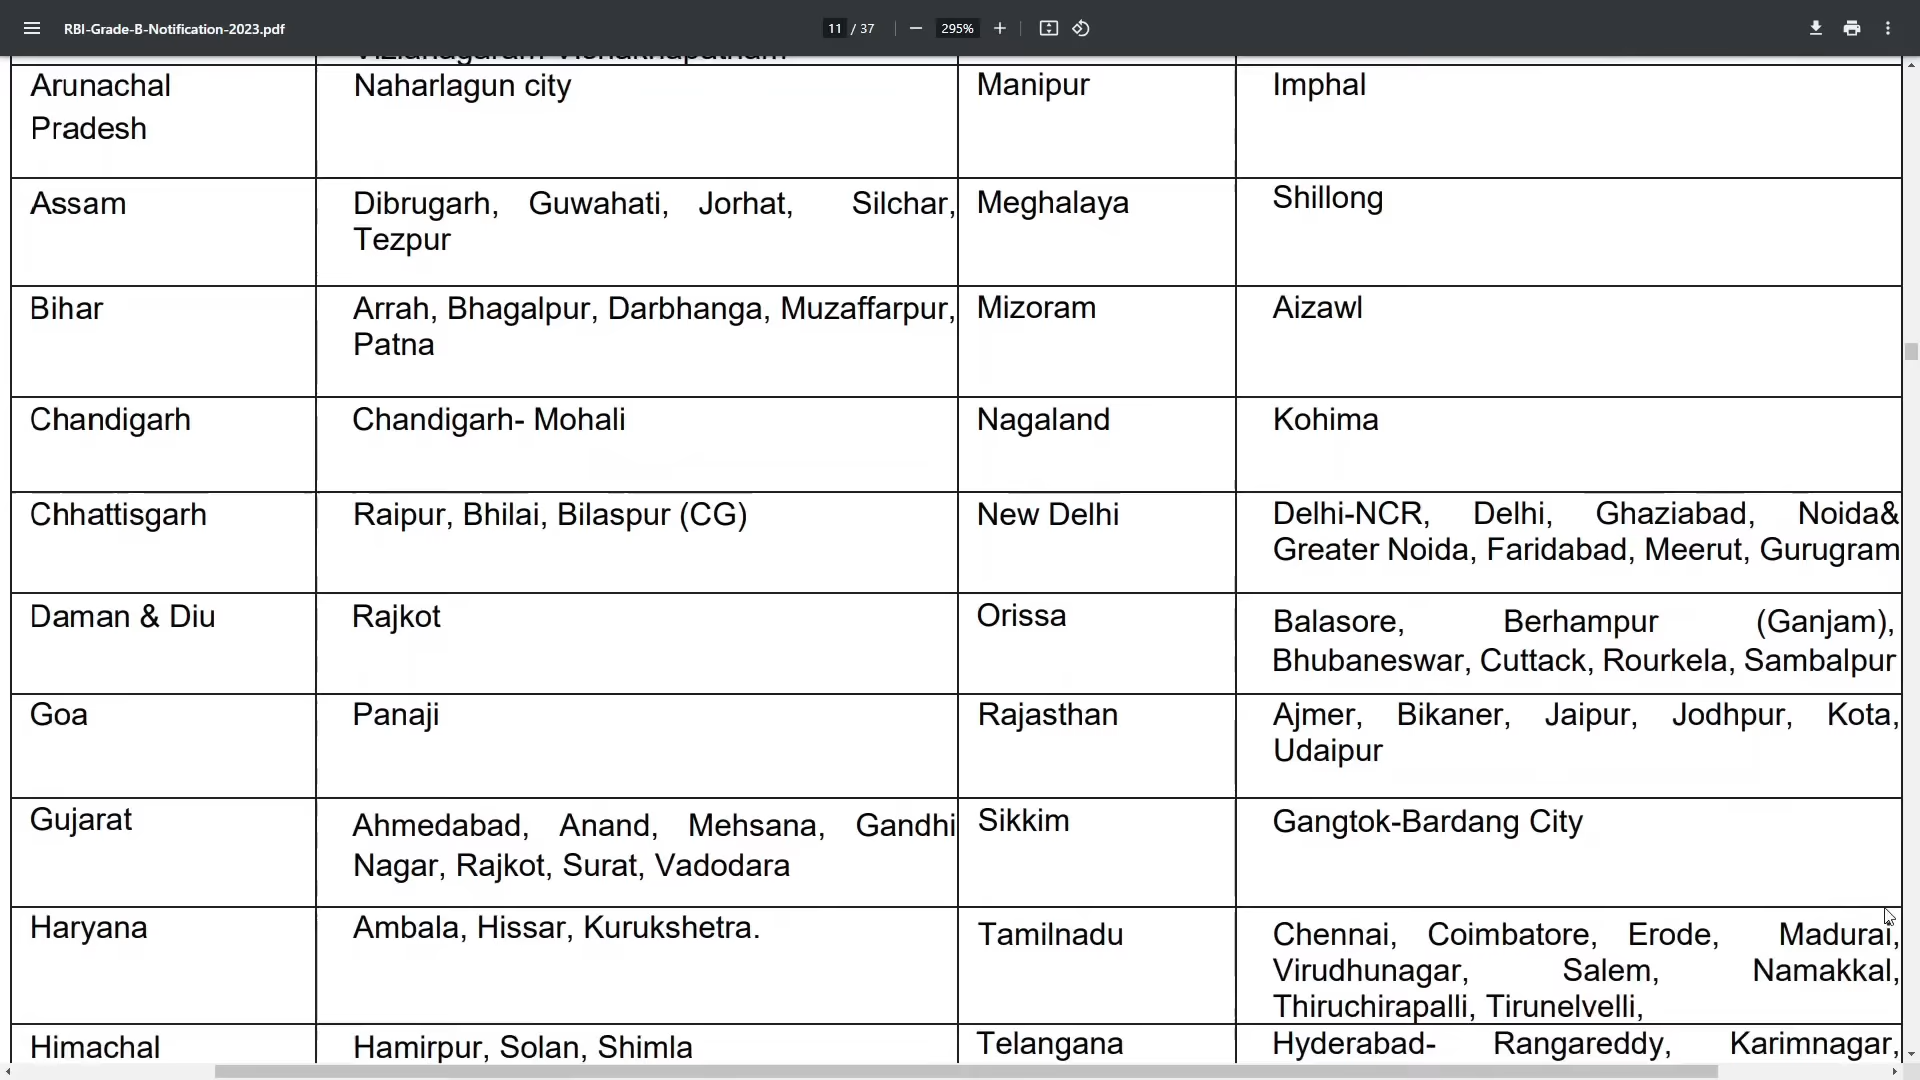 RBI-Grade-B-Notification-2023.pdf
11 / 37
295%
Arunachal
Pradesh
Naharlagun city
Manipur
Imphal
Assam
Dibrugarh, Guwahati, Jorhat, Silchar,
Tezpur
Meghalaya
Shillong
Bihar
Arrah, Bhagalpur, Darbhanga, Muzaffarpur,
Patna
Mizoram
Aizawl
Chandigarh
Chandigarh- Mohali
Nagaland
Kohima
Chhattisgarh
Raipur, Bhilai, Bilaspur (CG)
New Delhi
Delhi-NCR, Delhi, Ghaziabad, Noida&
Greater Noida, Faridabad, Meerut, Gurugram
Daman & Diu
Rajkot
Orissa
Balasore, Berhampur (Ganjam),
Bhubaneswar, Cuttack, Rourkela, Sambalpur
Goa
Panaji
Rajasthan
Ajmer, Bikaner, Jaipur, Jodhpur, Kota,
Udaipur
Gujarat
Ahmedabad, Anand, Mehsana, Gandhi
Nagar, Rajkot, Surat, Vadodara
Sikkim
Gangtok-Bardang City
Haryana
Ambala, Hissar, Kurukshetra.
Tamilnadu
Chennai, Coimbatore, Erode, Madurai,
Virudhunagar, Salem, Namakkal,
Thiruchirapalli, Tirunelvelli,
Himachal
Hamirpur, Solan, Shimla
Telangana
Hyderabad- Rangareddy, Karimnagar,